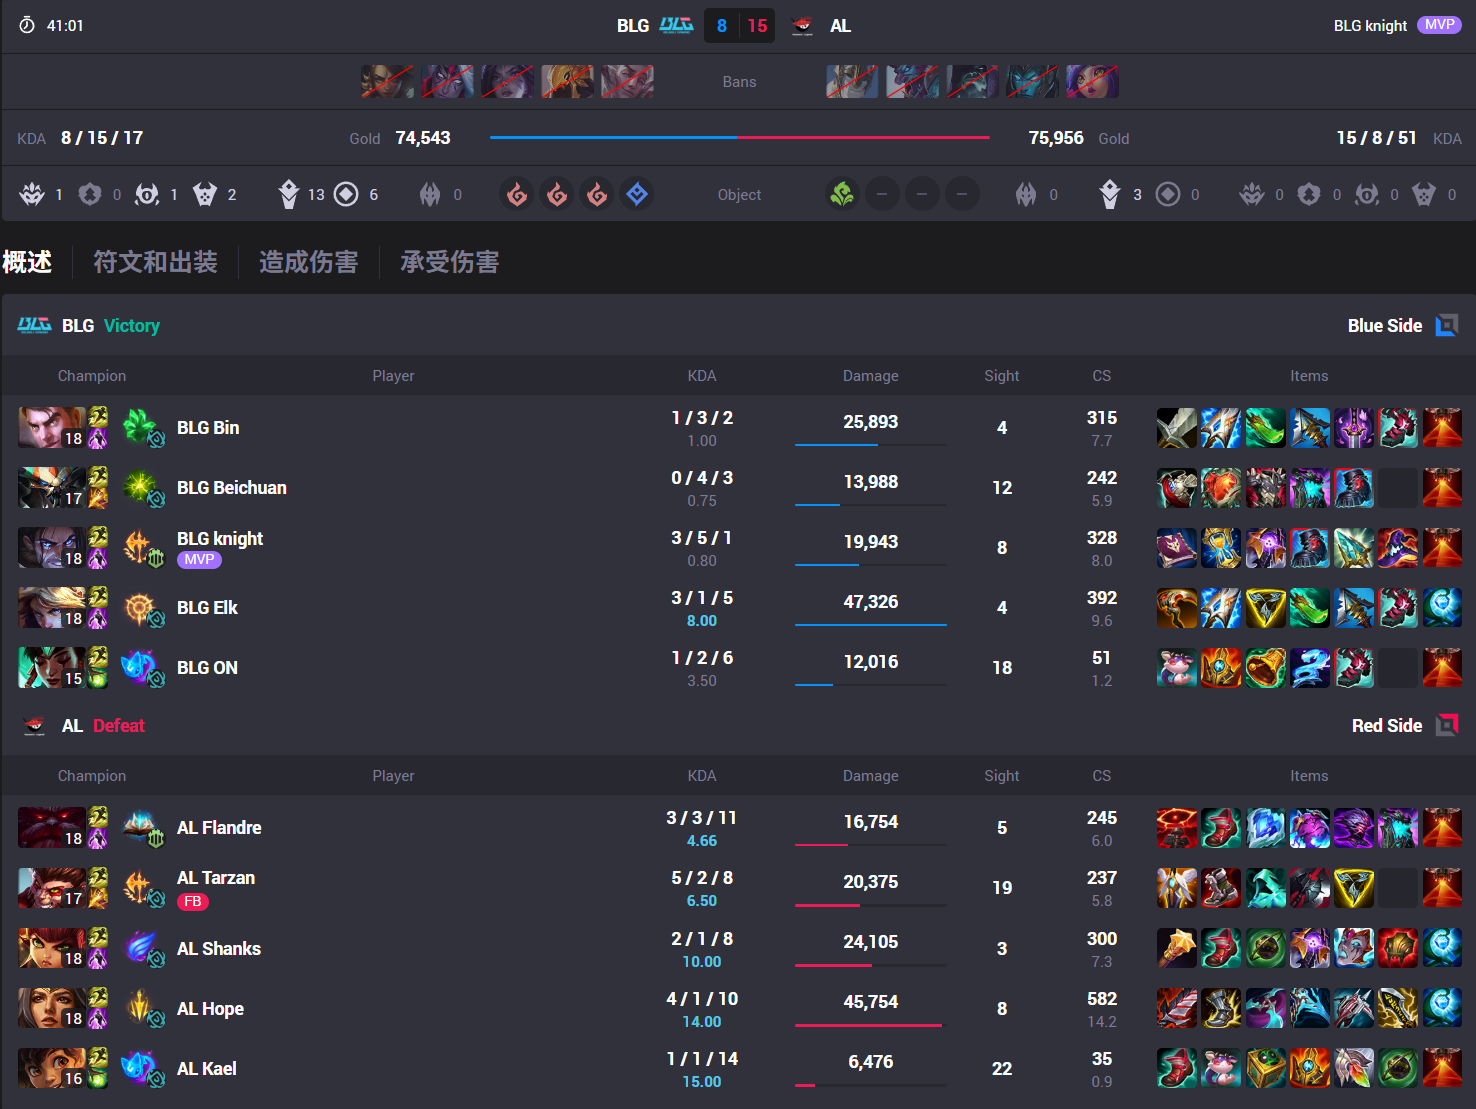 41:01 BLG BLG 8 15 AL BLG knight MVP
Bans
KDA 8 / 15 / 17 Gold 74,543 75,956 Gold 15 / 8 / 51 KDA
1 0 1 2 13 6 0 Object 0 3 0 0 0 0 0
概述 符文和出装 造成伤害 承受伤害
BLG BLG Victory Blue Side
Champion Player KDA Damage Sight CS Items
18 BLG Bin 1 / 3 / 2 25,893 4 315
1.00 7.7
17 BLG Beichuan 0 / 4 / 3 13,988 12 242
0.75 5.9
18 BLG knight 3 / 5 / 1 19,943 8 328
MVP 0.80 8.0
18 BLG Elk 3 / 1 / 5 47,326 4 392
8.00 9.6
15 BLG ON 1 / 2 / 6 12,016 18 51
3.50 1.2
AL Defeat Red Side
Champion Player KDA Damage Sight CS Items
18 AL Flandre 3 / 3 / 11 16,754 5 245
4.66 6.0
17 AL Tarzan 5 / 2 / 8 20,375 19 237
FB 6.50 5.8
18 AL Shanks 2 / 1 / 8 24,105 3 300
10.00 7.3
18 AL Hope 4 / 1 / 10 45,754 8 582
14.00 14.2
16 AL Kael 1 / 1 / 14 6,476 22 35
15.00 0.9